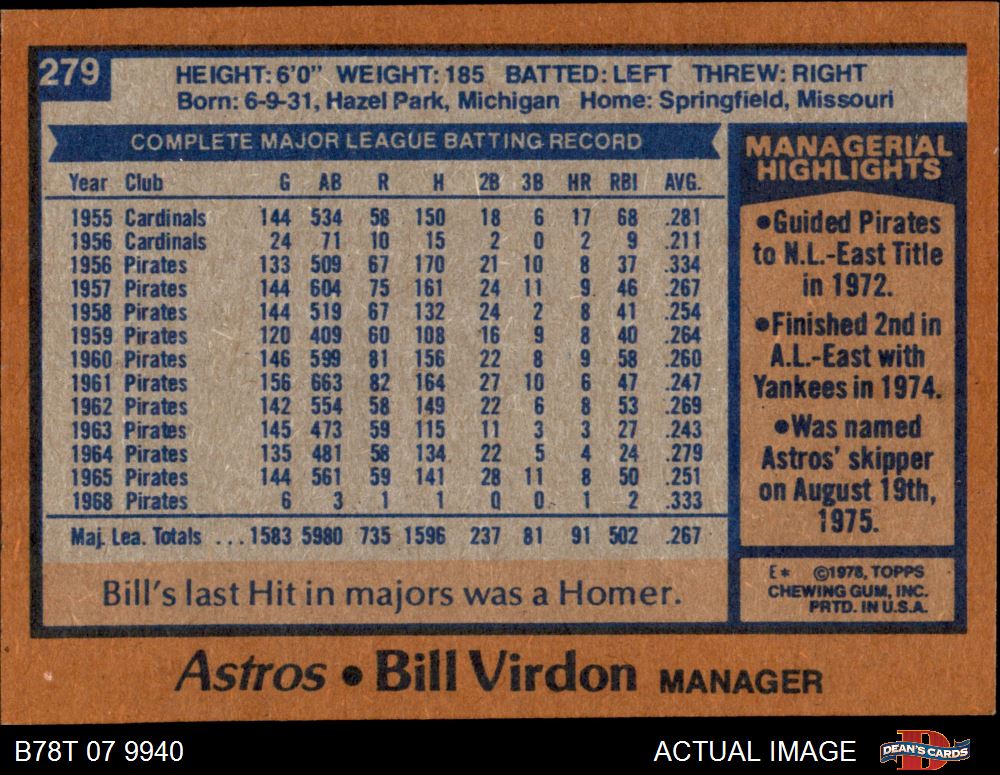 279
HEIGHT: 6'0" WEIGHT: 185 BATTED: LEFT THREW: RIGHT
Born: 6-9-31, Hazel Park, Michigan Home: Springfield, Missouri
COMPLETE MAJOR LEAGUE BATTING RECORD
Year Club G AB R H 2B 3B HR RBI AVG.
1955 Cardinals 144 534 58 150 18 6 17 68 .281
1956 Cardinals 24 71 10 15 2 0 2 9 .211
1956 Pirates 133 509 67 170 21 10 8 37 .334
1957 Pirates 144 604 75 161 24 11 9 46 .267
1958 Pirates 144 519 67 132 24 2 8 41 .254
1959 Pirates 120 409 60 108 16 9 8 40 .264
1960 Pirates 146 599 81 156 22 8 9 58 .260
1961 Pirates 156 663 82 164 27 10 6 47 .247
1962 Pirates 142 554 58 149 22 6 8 53 .269
1963 Pirates 145 473 59 115 11 3 3 27 .243
1964 Pirates 135 481 58 134 22 5 4 24 .279
1965 Pirates 144 561 59 141 28 11 8 50 .251
1968 Pirates 6 3 1 1 0 0 1 2 .333
Maj. Lea. Totals ...1583 5980 735 1596 237 81 91 502 .267
Bill's last Hit in majors was a Homer.
MANAGERIAL
HIGHLIGHTS
•Guided Pirates
to N.L.-East Title
in 1972.
•Finished 2nd in
A.L.-East with
Yankees in 1974.
•Was named
Astros' skipper
on August 19th,
1975.
E* ©1978, TOPPS
CHEWING GUM, INC.
PRTD. IN U.S.A.
Astros • Bill Virdon MANAGER
B78T 07 9940
ACTUAL IMAGE
DEAN'S CARDS